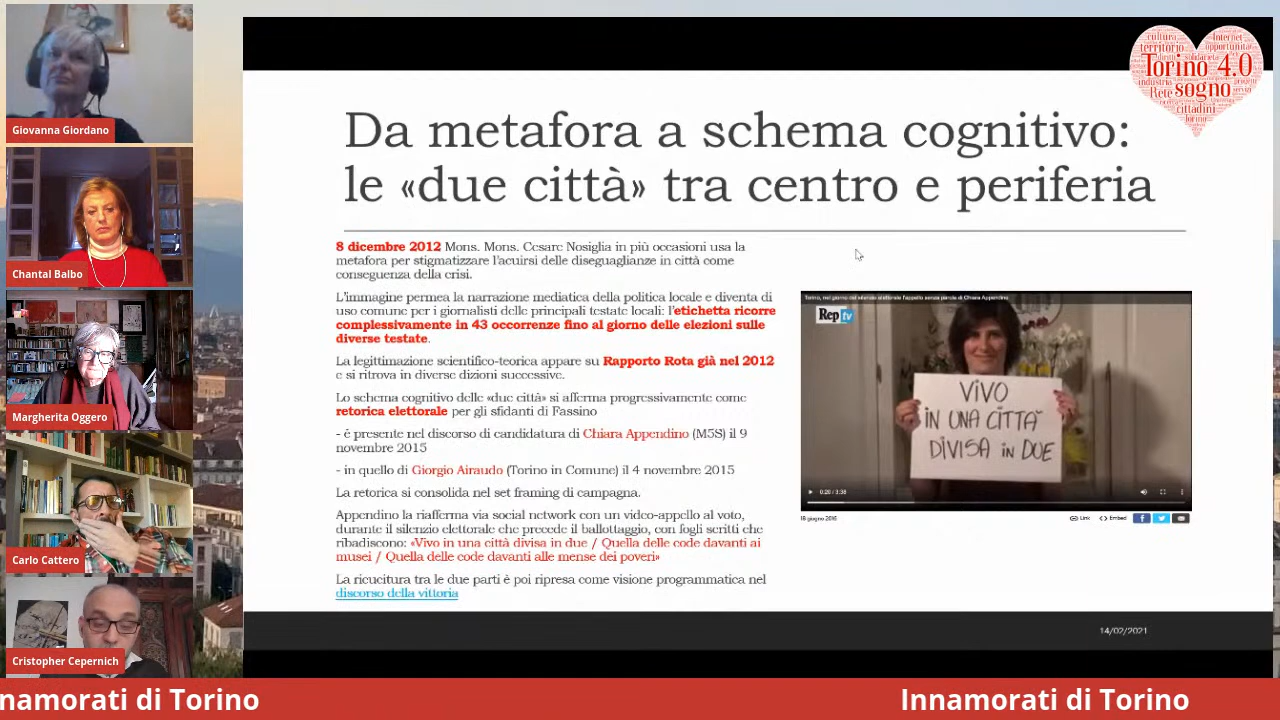 Giovanna Giordano
Chantal Balbo
Margherita Oggero
Carlo Cattero
Cristopher Cepernich
cultura
Internet
territorio
opportunità
Torino 4.0
industria
Rete sogno
cittadini
Torino
Da metafora a schema cognitivo:
le «due città» tra centro e periferia
8 dicembre 2012 Mons. Mons. Cesare Nosiglia in più occasioni usa la
metafora per stigmatizzare l'acuirsi delle diseguaglianze in città come
conseguenza della crisi.
L'immagine permea la narrazione mediatica della politica locale e diventa di
uso comune per i giornalisti delle principali testate locali: l'etichetta ricorre
complessivamente in 43 occorrenze fino al giorno delle elezioni sulle
diverse testate.
La legittimazione scientifico-teorica appare su Rapporto Rota già nel 2012
e si ritrova in diverse dizioni successive.
Lo schema cognitivo delle «due città» si afferma progressivamente come
retorica elettorale per gli sfidanti di Fassino
- è presente nel discorso di candidatura di Chiara Appendino (M5S) il 9
novembre 2015
- in quello di Giorgio Airaudo (Torino in Comune) il 4 novembre 2015
La retorica si consolida nel set framing di campagna.
Appendino la riafferma via social network con un video-appello al voto,
durante il silenzio elettorale che precede il ballottaggio, con fogli scritti che
ribadiscono: «Vivo in una città divisa in due / Quella delle code davanti ai
musei / Quella delle code davanti alle mense dei poveri»
La ricucitura tra le due parti è poi ripresa come visione programmatica nel
discorso della vittoria
Torino, nel giorno del silenzio elettorale l'appello senza parole di Chiara Appendino
Rep tv
VIVO
IN UNA CITTA'
DIVISA IN DUE
0:20 / 3:38
18 giugno 2016
Link
Embed
14/02/2021
nnamorati di Torino
Innamorati di Torino